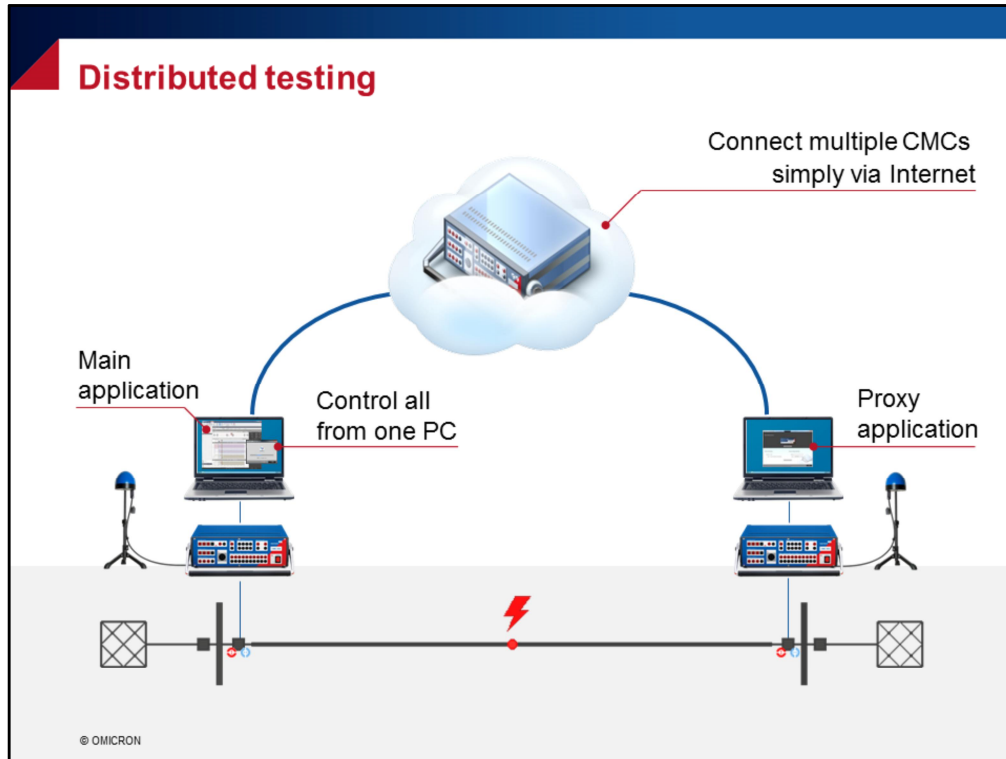 Distributed testing
Connect multiple CMCs
simply via Internet
Main
application
Control all
from one PC
Proxy
application
© OMICRON